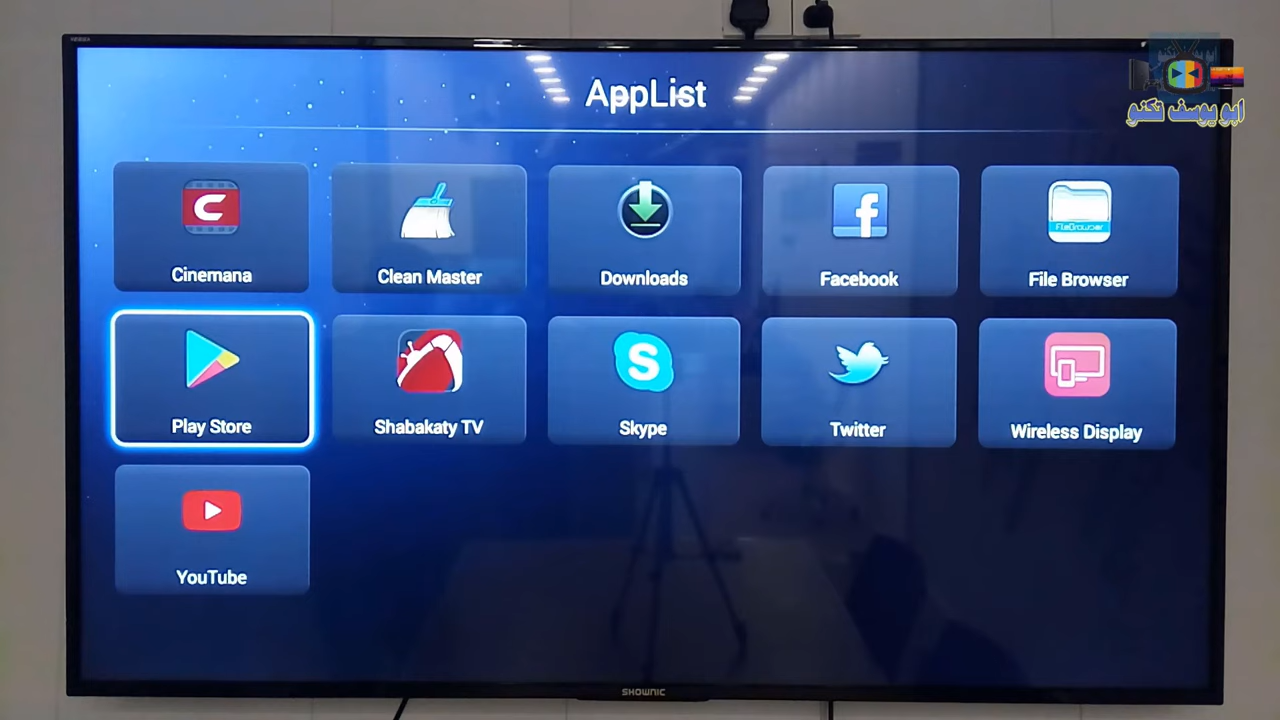 AppList
ابو يوسف تكنو
Cinemana
Clean Master
Downloads
Facebook
FileBrowser
File Browser
Play Store
Shabakaty TV
Skype
Twitter
Wireless Display
YouTube
SHOWNIC